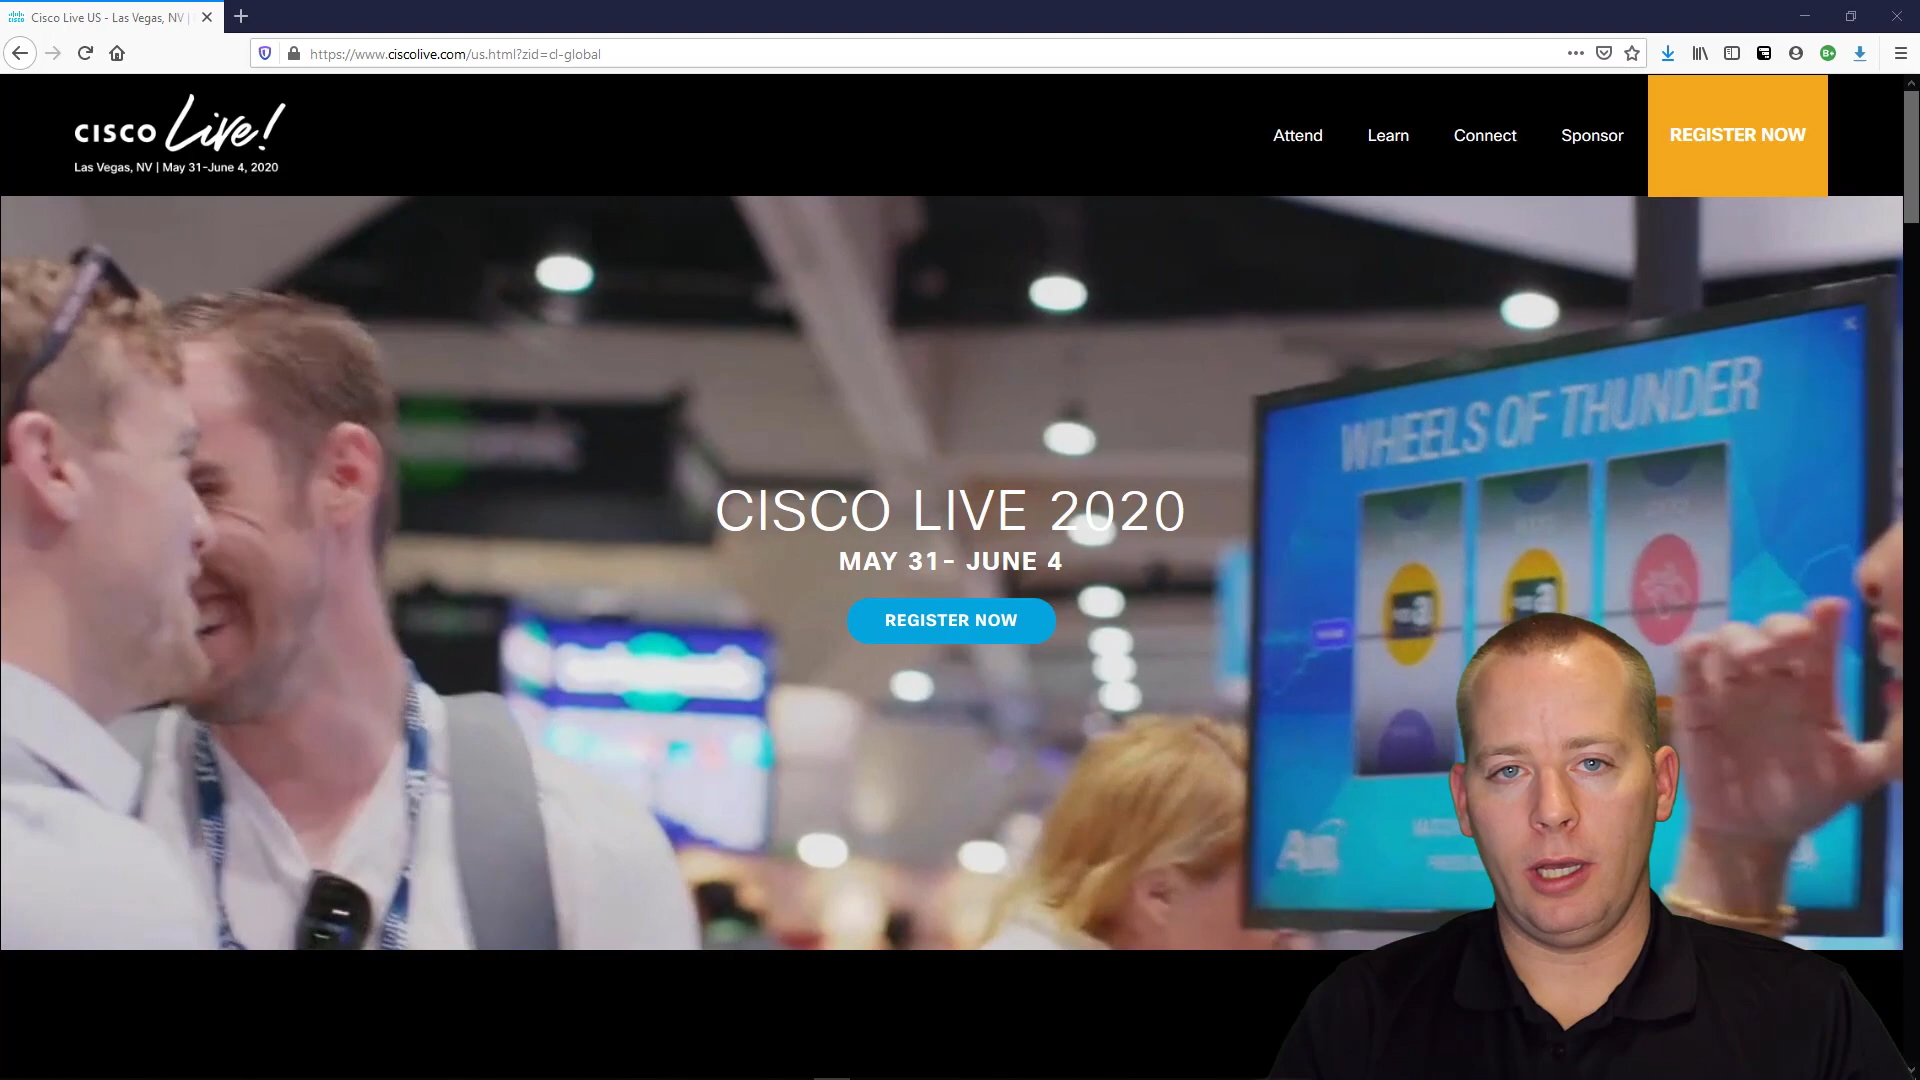 Cisco Live US - Las Vegas, NV |
https://www.ciscolive.com/us.html?zid=cl-global
CISCO Live!
Las Vegas, NV | May 31-June 4, 2020
Attend
Learn
Connect
Sponsor
REGISTER NOW
WHEELS OF THUNDER
CISCO LIVE 2020
MAY 31- JUNE 4
REGISTER NOW